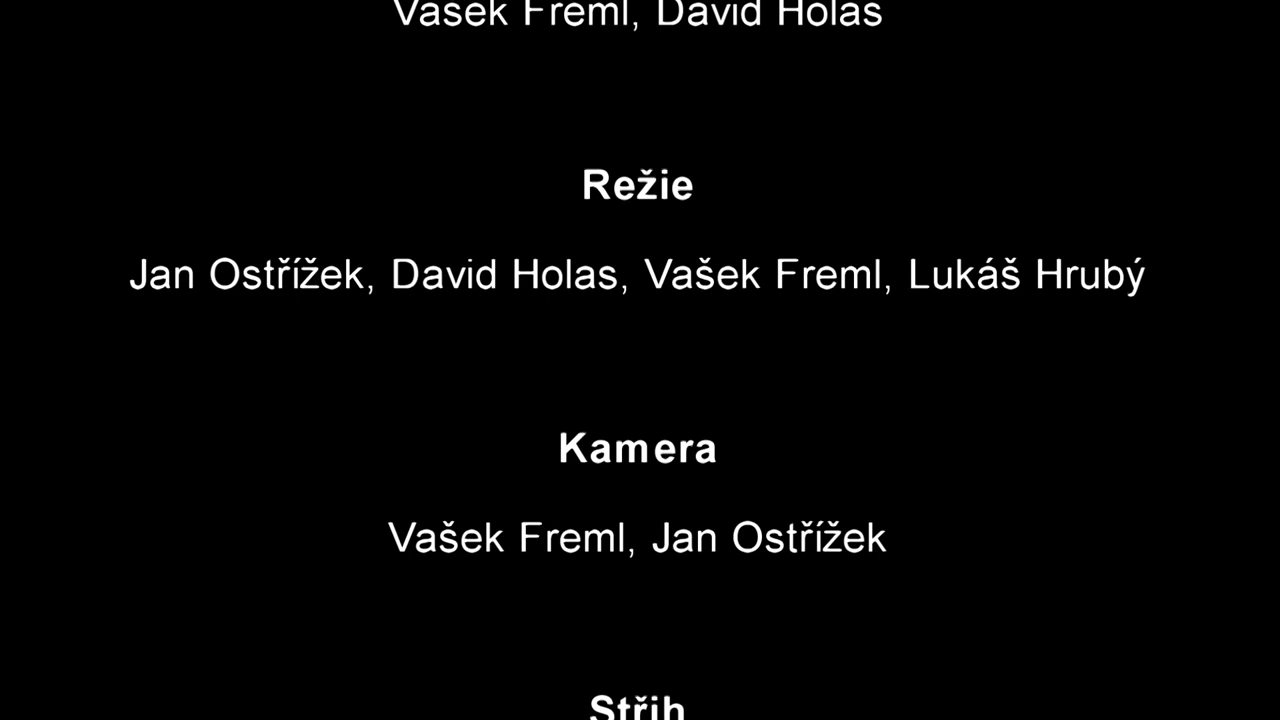 Vašek Freml, David Holas
Režie
Jan Ostřížek, David Holas, Vašek Freml, Lukáš Hrubý
Kamera
Vašek Freml, Jan Ostřížek
Střih